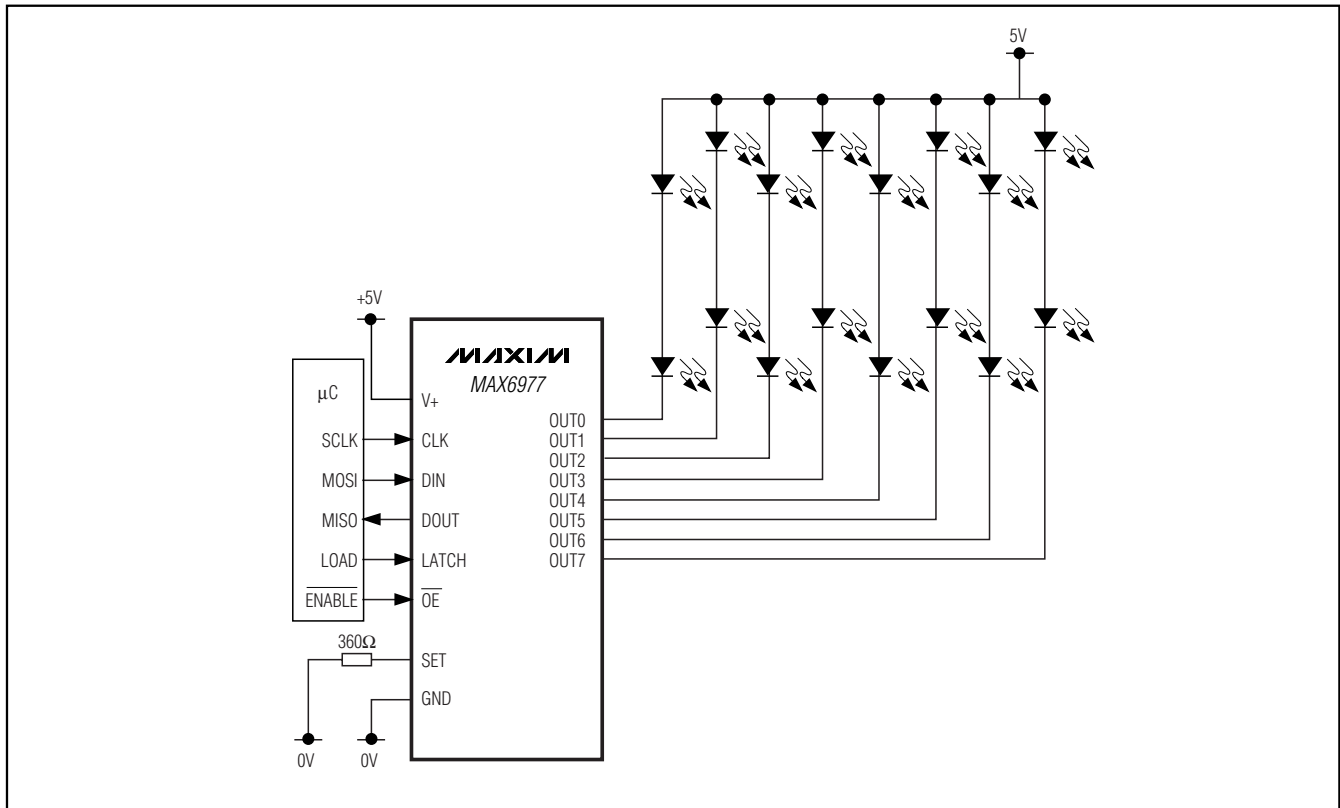 5V
+5V
MAXIM
MAX6977
µC
V+
OUT0
SCLK
CLK
OUT1
OUT2
MOSI
DIN
OUT3
OUT4
MISO
DOUT
OUT5
OUT6
LOAD
LATCH
OUT7
ENABLE
OE
360Ω
SET
GND
0V
0V